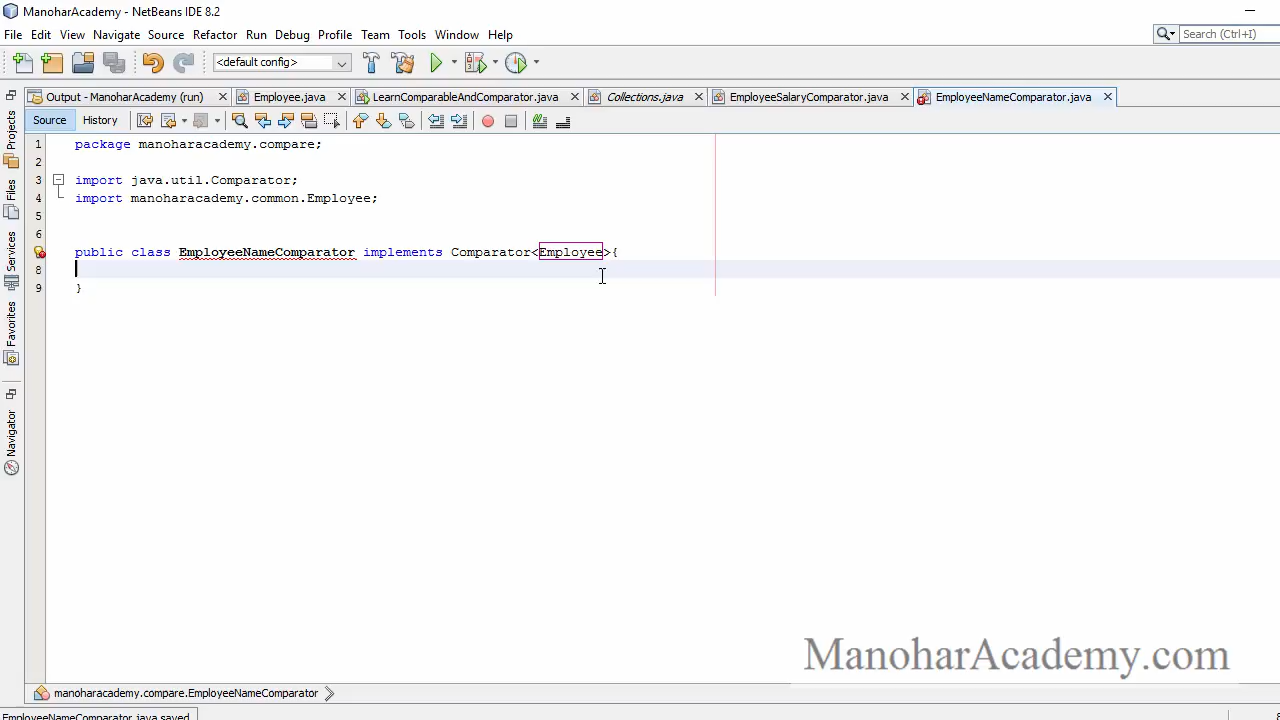 ManoharAcademy - NetBeans IDE 8.2
File Edit View Navigate Source Refactor Run Debug Profile Team Tools Window Help
<default config>
Search (Ctrl+I)
Output - ManoharAcademy (run) Employee.java LearnComparableAndComparator.java Collections.java EmployeeSalaryComparator.java EmployeeNameComparator.java
Source History
Projects
Files
Services
Favorites
Navigator
1 package manoharacademy.compare;
2
3 import java.util.Comparator;
4 import manoharacademy.common.Employee;
5
6
public class EmployeeNameComparator implements Comparator<Employee>{
8
9 }
ManoharAcademy.com
manoharacademy.compare.EmployeeNameComparator
EmployeeNameComparator.java saved